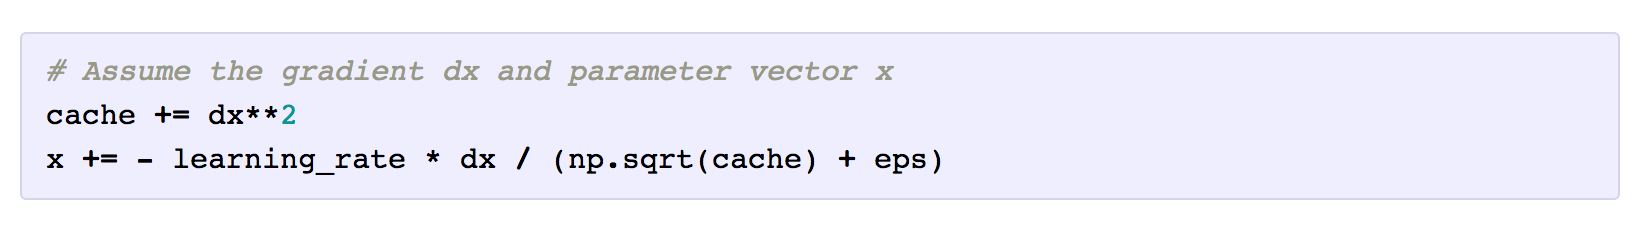 # Assume the gradient dx and parameter vector x
cache += dx**2
x += - learning_rate * dx / (np.sqrt(cache) + eps)